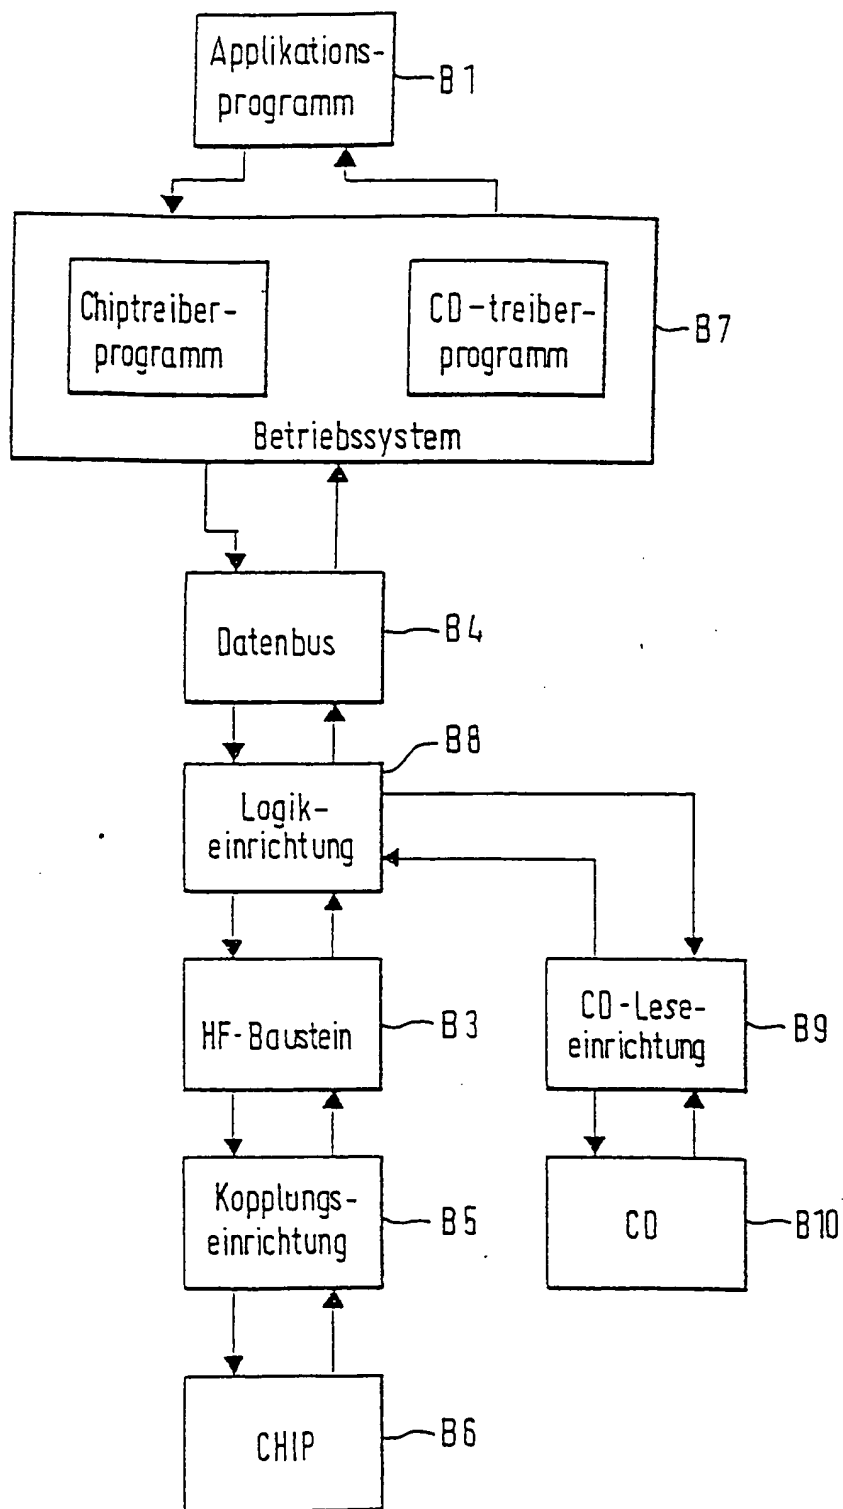 Applikations-
programm
B1
Chiptreiber-
programm
CD-treiber-
programm
B7
Betriebssystem
Datenbus
B4
B8
Logik-
einrichtung
HF-Baustein
B3
CD-Lese-
einrichtung
B9
Kopplungs-
einrichtung
B5
CD
B10
CHIP
B6